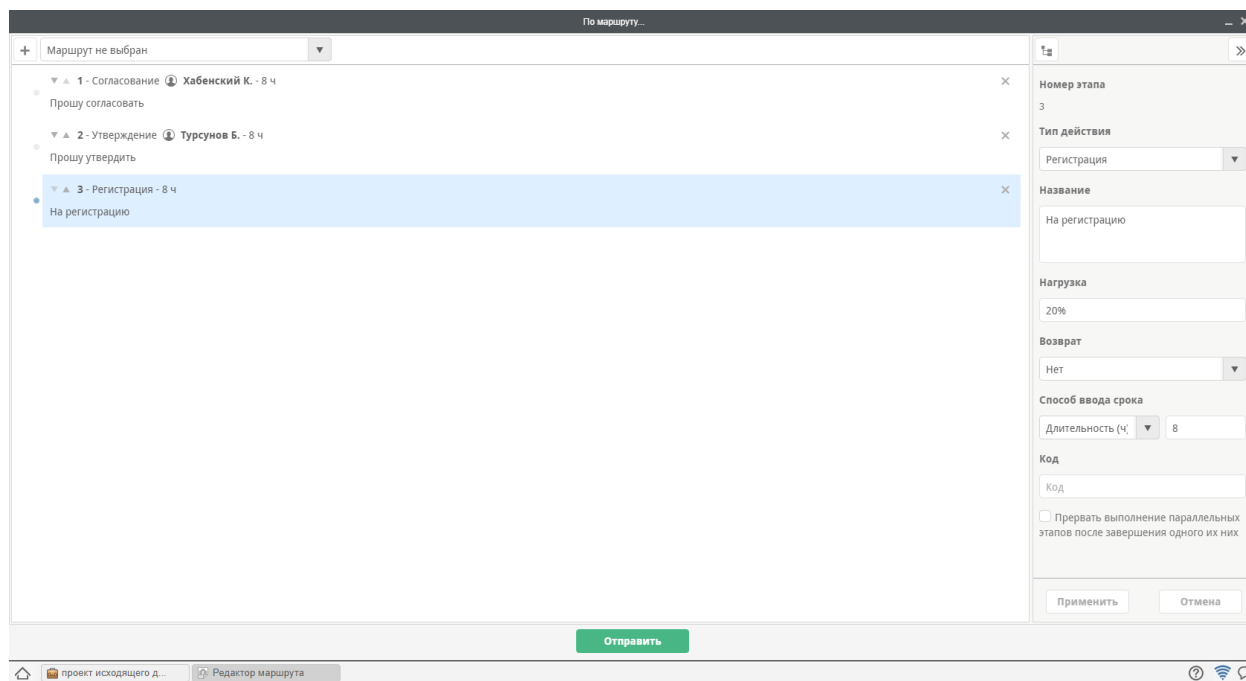 По маршруту...
Маршрут не выбран
1 - Согласование Хабенский К. - 8 ч
Прошу согласовать
2 - Утверждение Турсунов Б. - 8 ч
Прошу утвердить
3 - Регистрация - 8 ч
На регистрацию
Номер этапа
3
Тип действия
Регистрация
Название
На регистрацию
Нагрузка
20%
Возврат
Нет
Способ ввода срока
Длительность (ч) 8
Код
Код
Прервать выполнение параллельных
этапов после завершения одного их них
Применить Отмена
Отправить
проект исходящего д... Редактор маршрута